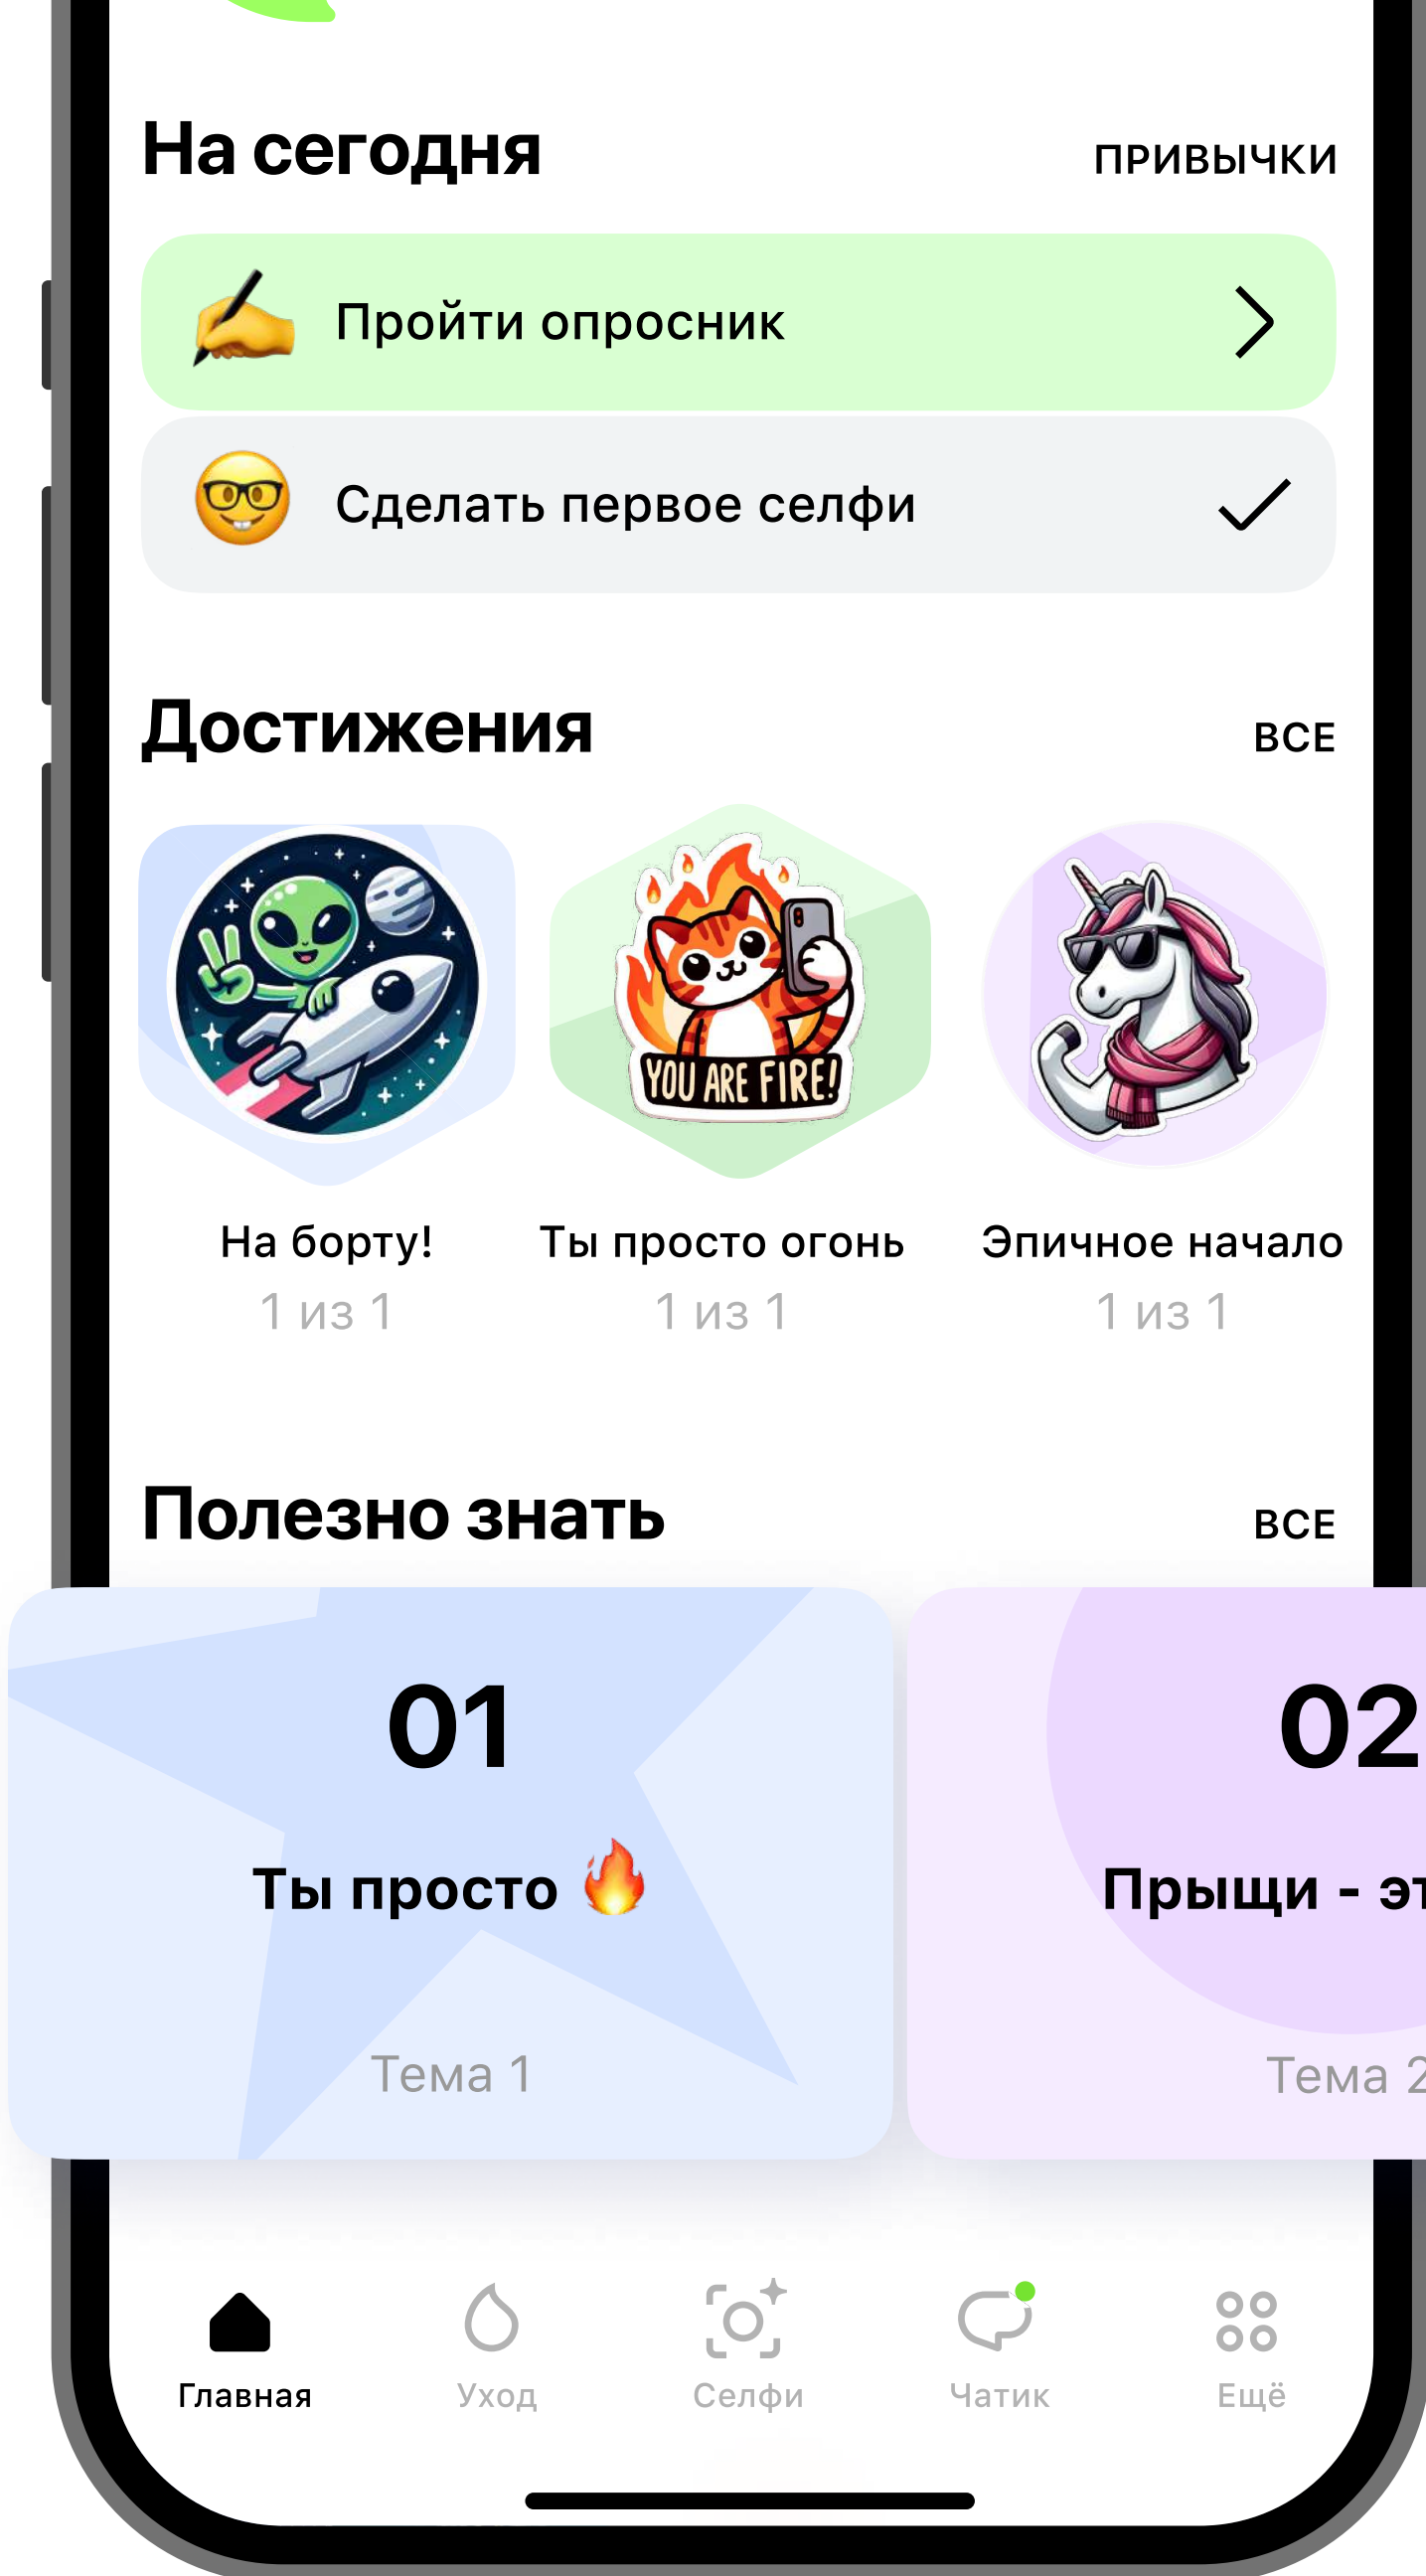 На сегодня
ПРИВЫЧКИ
Пройти опросник
Сделать первое селфи
Достижения
ВСЕ
YOU ARE FIRE!
На борту!
Ты просто огонь
Эпичное начало
1 из 1
1 из 1
1 из 1
Полезно знать
ВСЕ
01
02
Ты просто
Прыщи - эт
Тема 1
Тема 2
Главная
Уход
Селфи
Чатик
Ещё